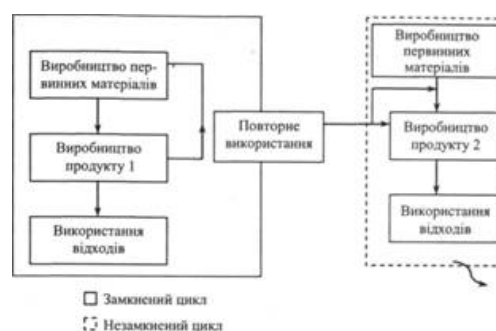 Виробництво пер-
винних матеріалів
Виробництво
продукту 1
Використання
відходів
Повторне
використання
Виробництво
первинних
матеріалів
Виробництво
продукту 2
Використання
відходів
Замкнений цикл
Незамкнений цикл